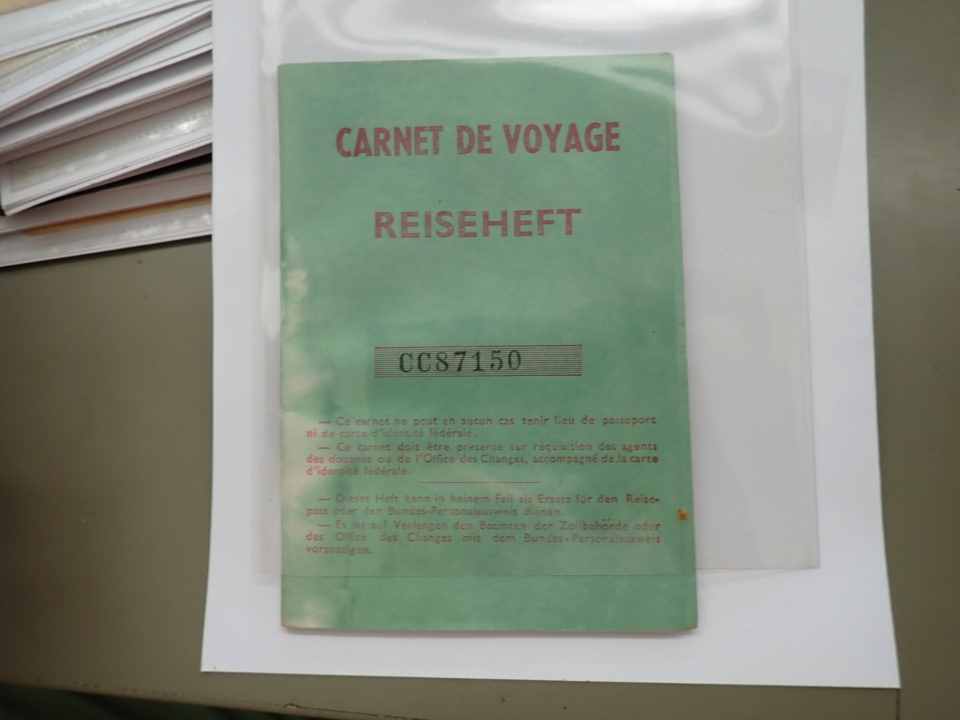 CARNET DE VOYAGE
REISEHEFT
CC87150
— Ce carnet ne peut en aucun cas tenir lieu de passeport
ni de carte d'identité fédérale.
— Ce carnet doit être présenté sur réquisition des agents
des douanes ou de l'Office des Changes, accompagné de la carte
d'identité fédérale.
— Dieses Heft kann in keinem Fall als Ersatz für den Reise-
pass oder den Bundes-Personalausweis dienen.
— Es ist auf Verlangen den Beamten der Zollbehörde oder
des Office des Changes mit dem Bundes-Personalausweis
vorzuzeigen.